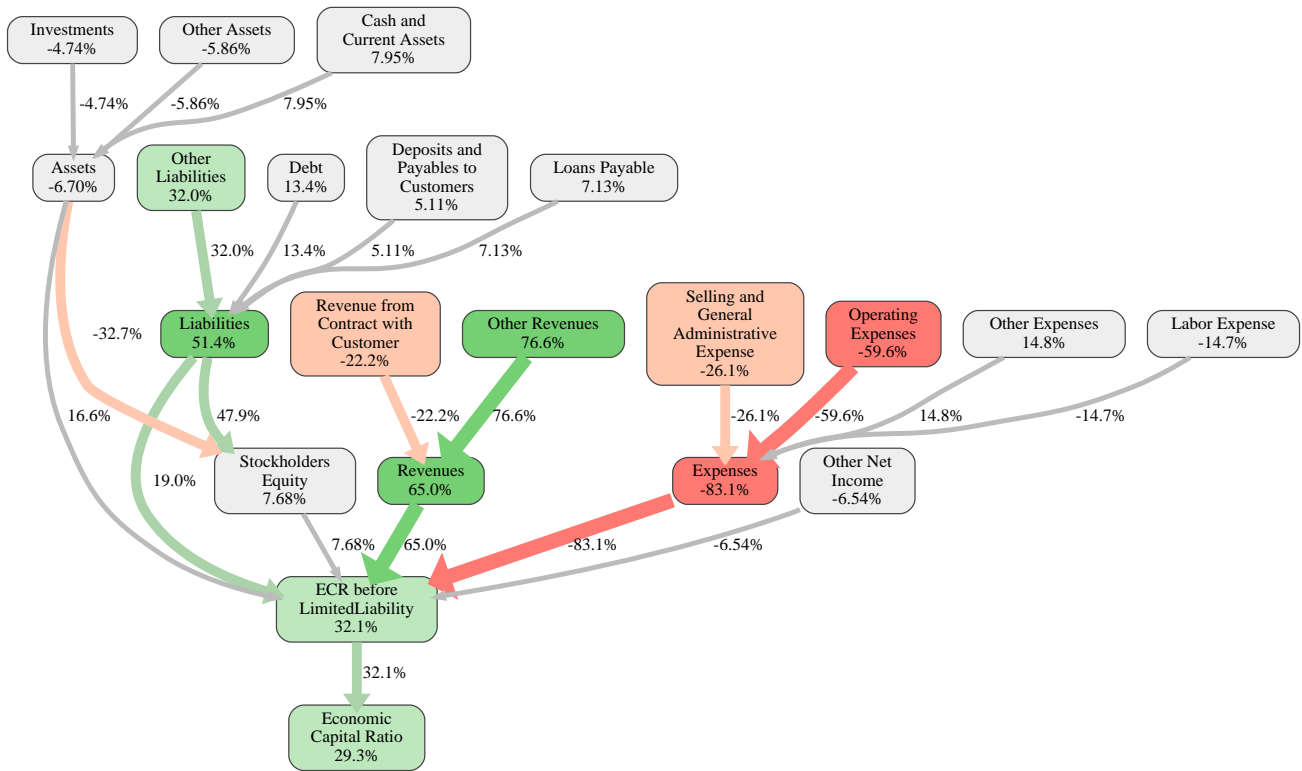 Investments
-4.74%
Other Assets
-5.86%
Cash and
Current Assets
7.95%
-4.74%
-5.86%
7.95%
Assets
-6.70%
Other
Liabilities
32.0%
Debt
13.4%
Deposits and
Payables to
Customers
5.11%
Loans Payable
7.13%
32.0%
13.4%
5.11%
7.13%
Liabilities
51.4%
Revenue from
Contract with
Customer
-22.2%
Other Revenues
76.6%
Selling and
General
Administrative
Expense
-26.1%
Operating
Expenses
-59.6%
Other Expenses
14.8%
Labor Expense
-14.7%
-32.7%
16.6%
47.9%
-22.2%
76.6%
-26.1%
-59.6%
14.8%
-14.7%
19.0%
Stockholders
Equity
7.68%
Revenues
65.0%
Expenses
-83.1%
Other Net
Income
-6.54%
7.68%
65.0%
-83.1%
-6.54%
ECR before
LimitedLiability
32.1%
32.1%
Economic
Capital Ratio
29.3%